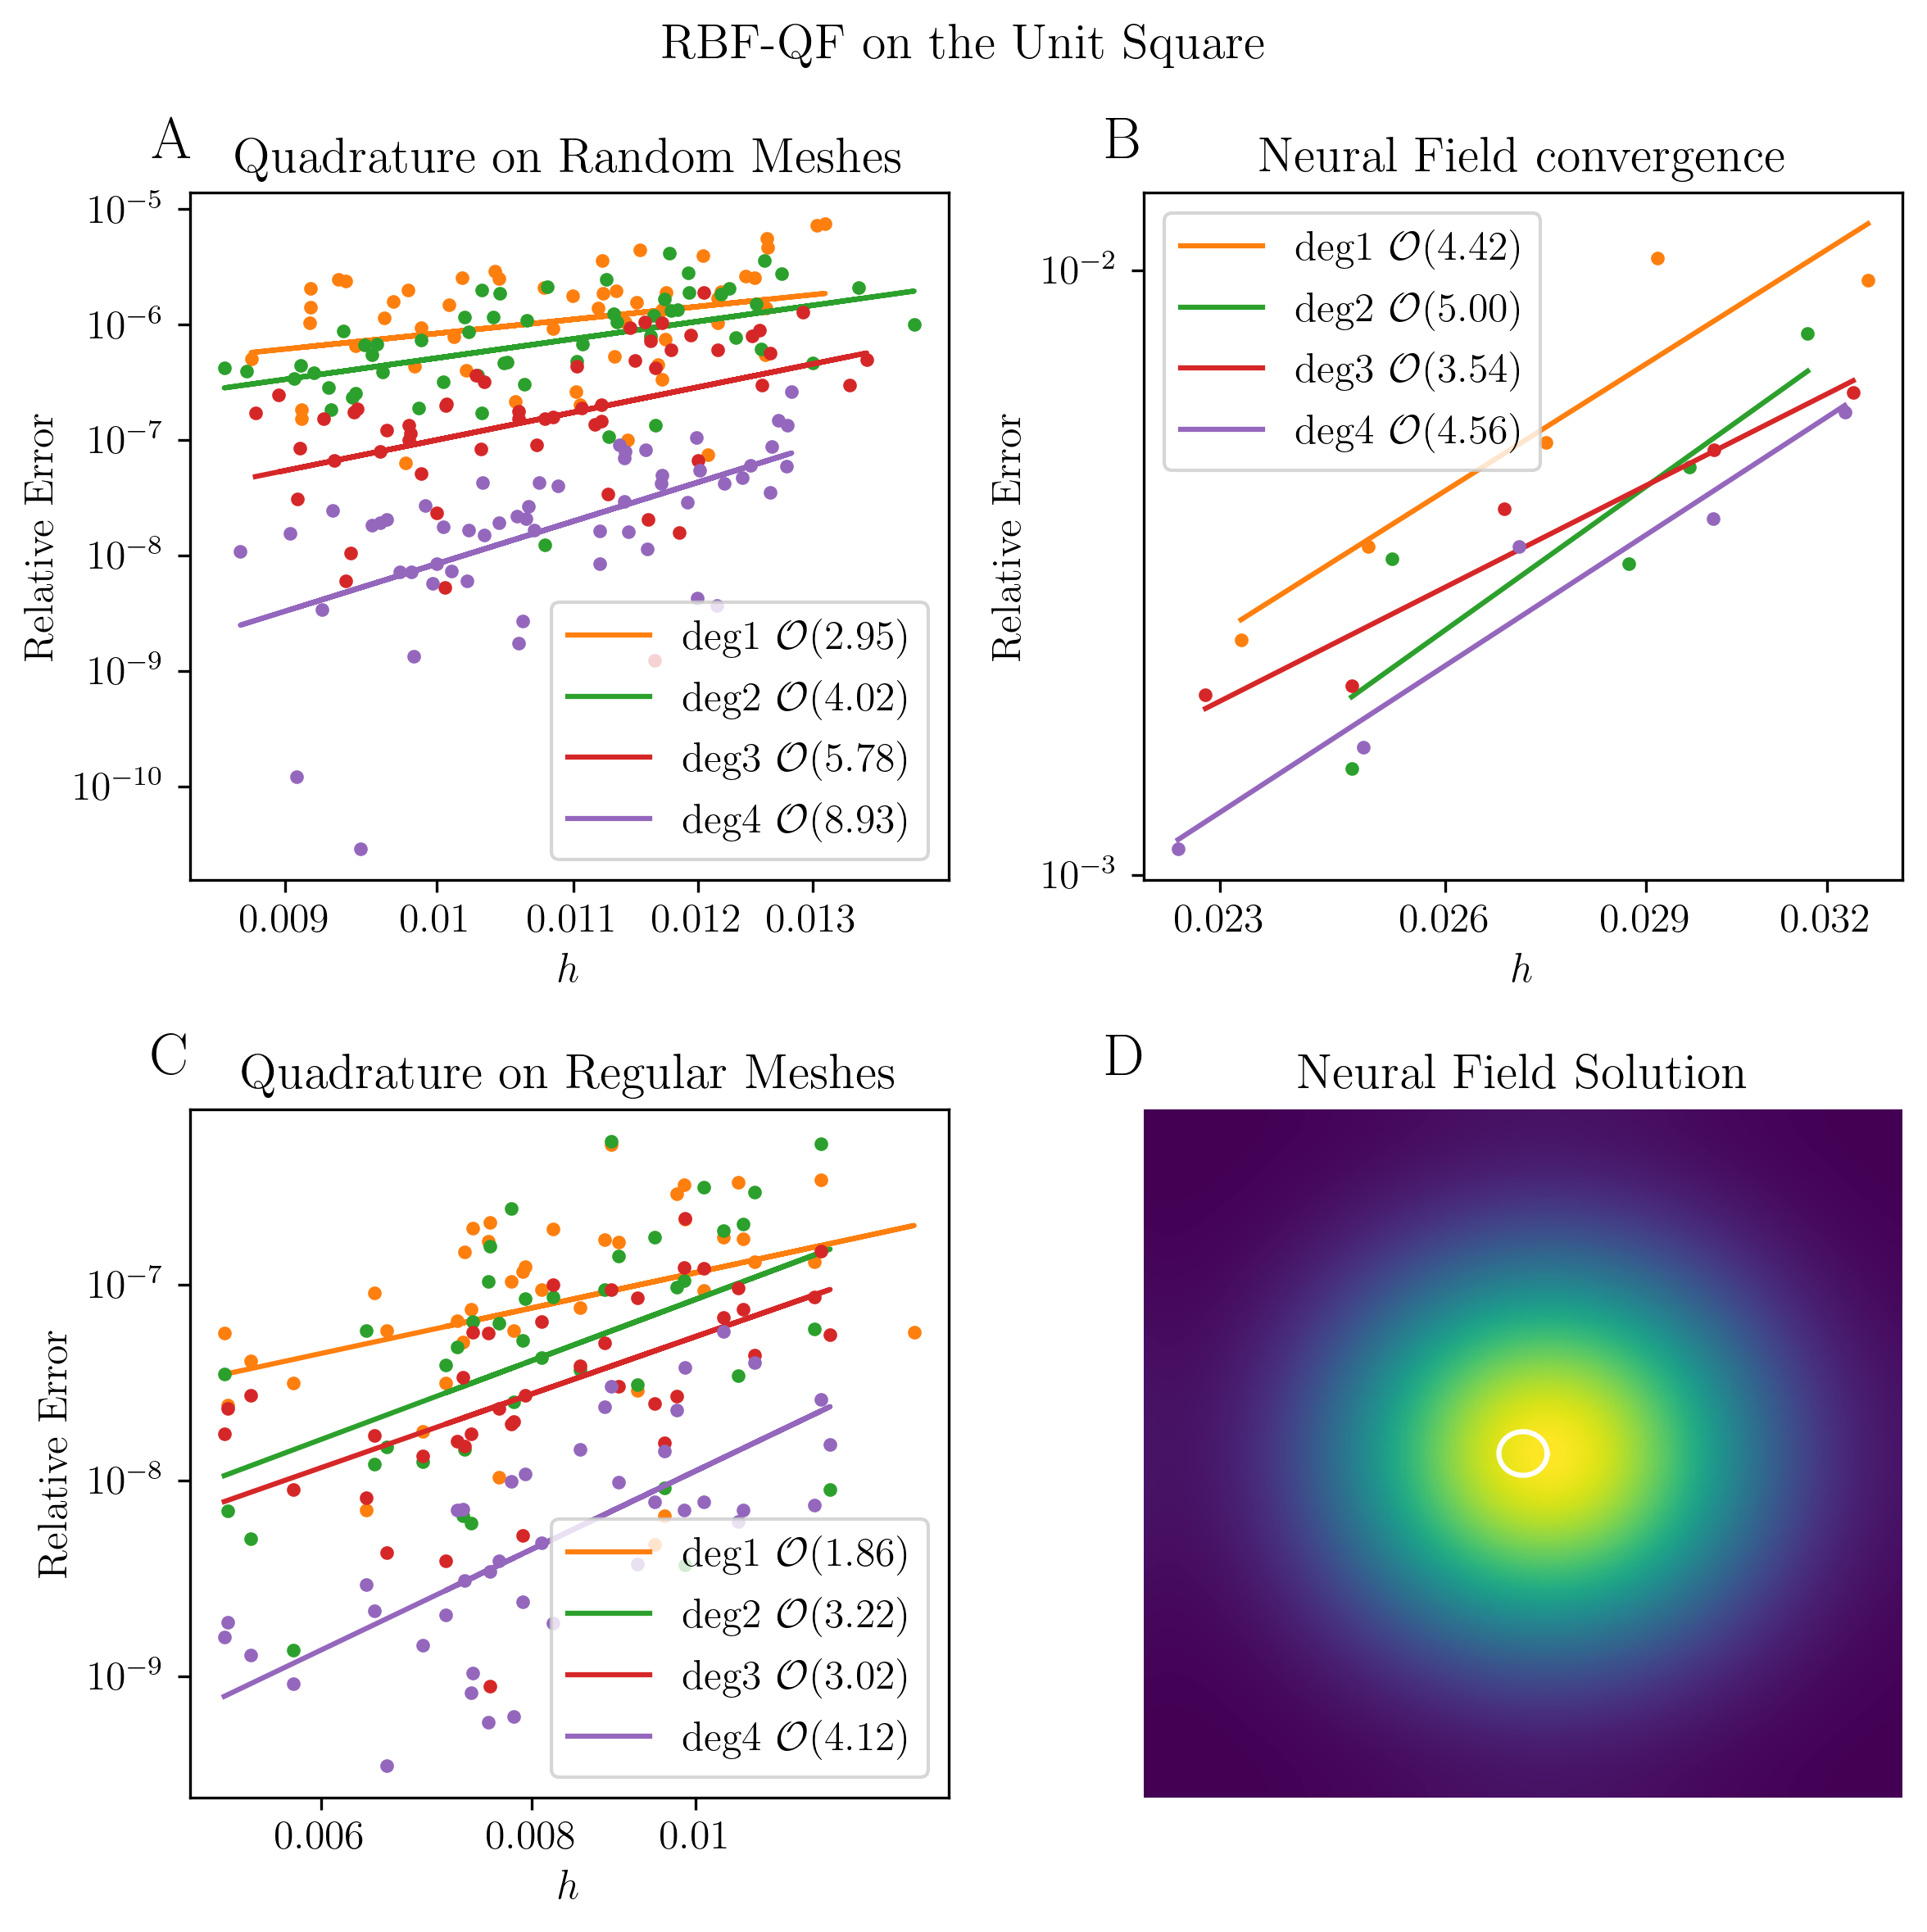 RBF-QF on the Unit Square
A
Quadrature on Random Meshes
Relative Error
10⁻⁵
10⁻⁶
10⁻⁷
10⁻⁸
10⁻⁹
10⁻¹⁰
deg1 𝒪(2.95)
deg2 𝒪(4.02)
deg3 𝒪(5.78)
deg4 𝒪(8.93)
0.009 0.01 0.011 0.012 0.013
h
B
Neural Field convergence
Relative Error
10⁻²
10⁻³
deg1 𝒪(4.42)
deg2 𝒪(5.00)
deg3 𝒪(3.54)
deg4 𝒪(4.56)
0.023 0.026 0.029 0.032
h
C
Quadrature on Regular Meshes
Relative Error
10⁻⁷
10⁻⁸
10⁻⁹
deg1 𝒪(1.86)
deg2 𝒪(3.22)
deg3 𝒪(3.02)
deg4 𝒪(4.12)
0.006 0.008 0.01
h
D
Neural Field Solution